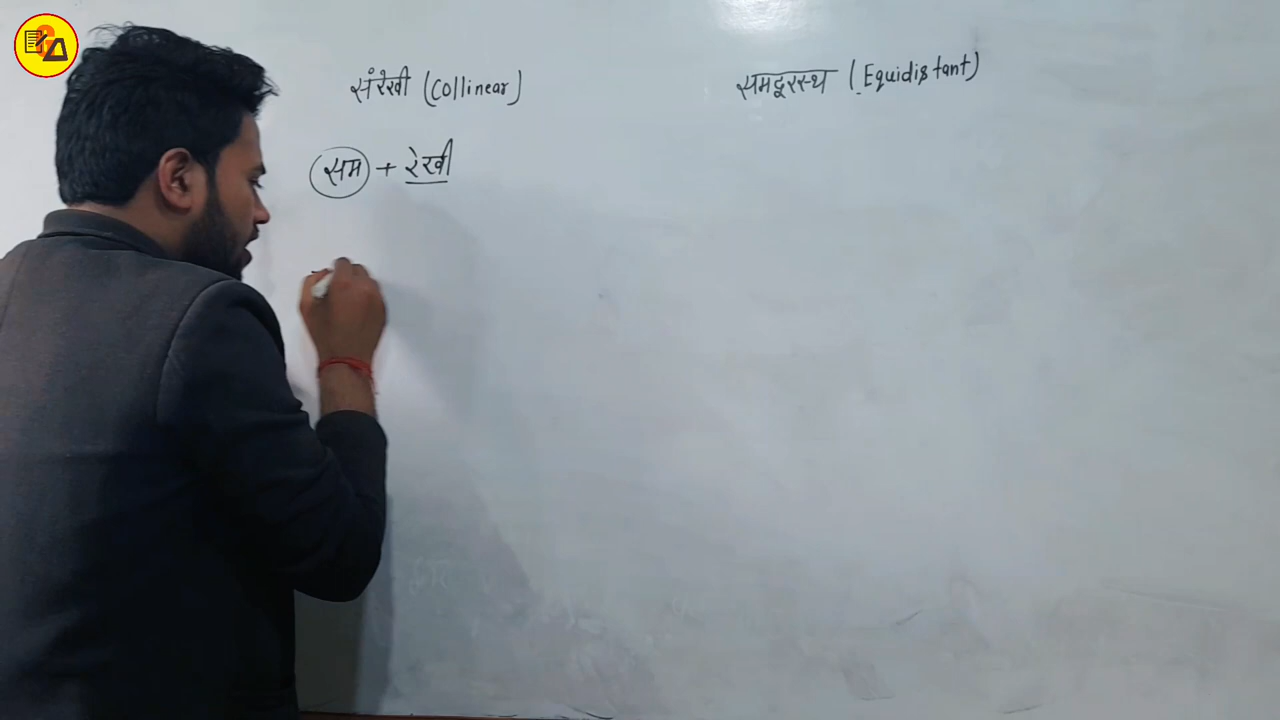 संरेखी (Collinear)
समदूरस्थ (Equidistant)
सम + रेखी